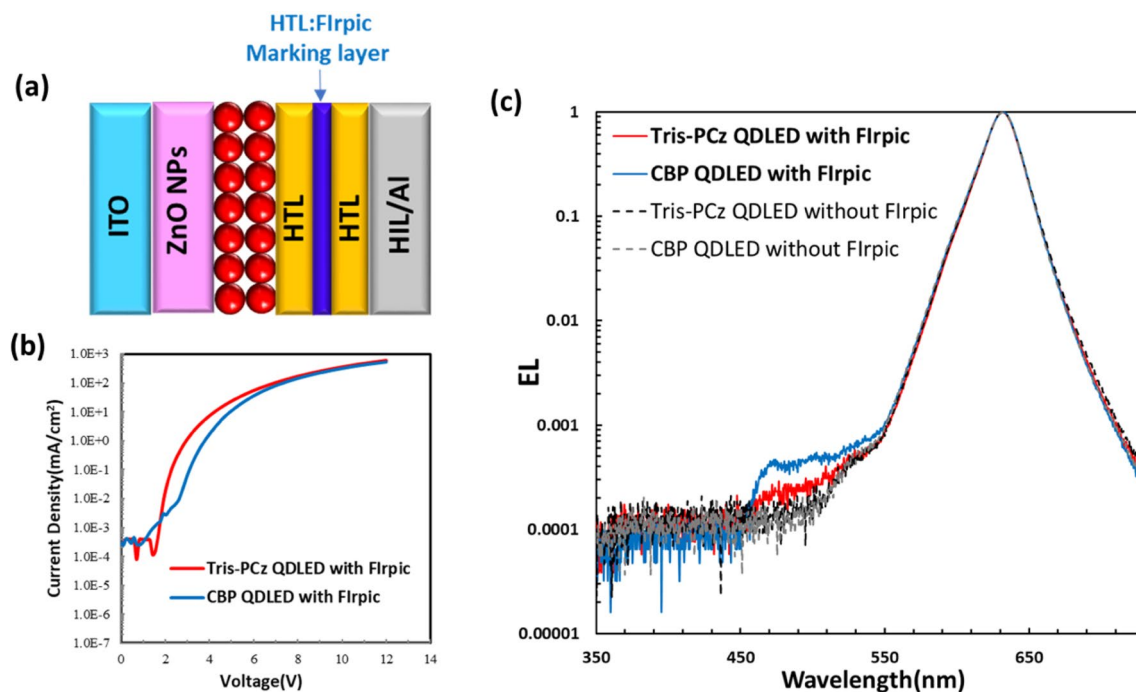 HTL:FIrpic
Marking layer
(a)
ITO
ZnO NPs
HTL
HTL
HIL/Al
(b)
Current Density(mA/cm²)
1.0E+3
1.0E+2
1.0E+1
1.0E+0
1.0E-1
1.0E-2
1.0E-3
1.0E-4
1.0E-5
1.0E-6
1.0E-7
Tris-PCz QDLED with FIrpic
CBP QDLED with FIrpic
0 2 4 6 8 10 12 14
Voltage(V)
(c)
EL
1
0.1
0.01
0.001
0.0001
0.00001
Tris-PCz QDLED with FIrpic
CBP QDLED with FIrpic
Tris-PCz QDLED without FIrpic
CBP QDLED without FIrpic
350 450 550 650
Wavelength(nm)